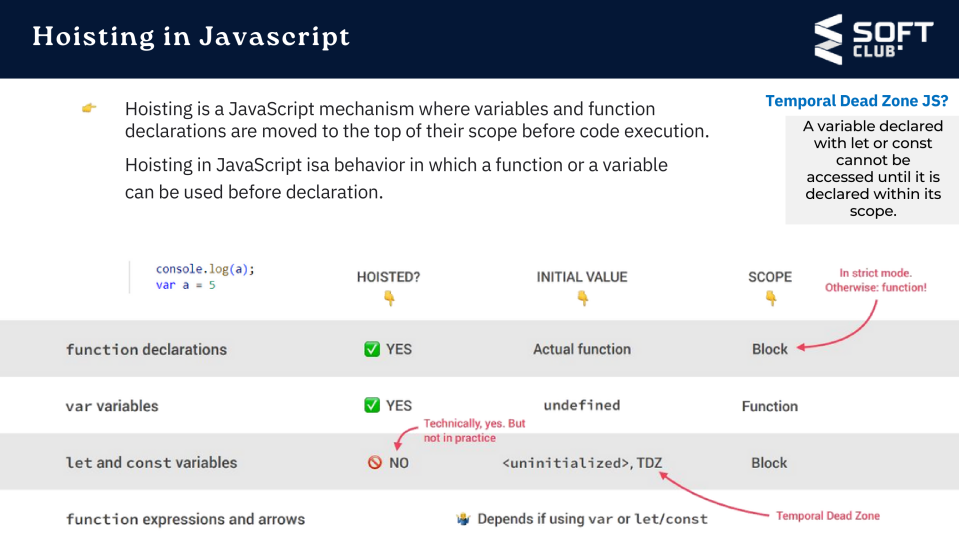 Hoisting in Javascript
SOFT
CLUB
Hoisting is a JavaScript mechanism where variables and function
declarations are moved to the top of their scope before code execution.
Hoisting in JavaScript isa behavior in which a function or a variable
can be used before declaration.
Temporal Dead Zone JS?
A variable declared
with let or const
cannot be
accessed until it is
declared within its
scope.
console.log(a);
var a = 5
HOISTED?
INITIAL VALUE
SCOPE
In strict mode.
Otherwise: function!
function declarations
YES
Actual function
Block
var variables
YES
undefined
Function
Technically, yes. But
not in practice
let and const variables
NO
<uninitialized>, TDZ
Block
function expressions and arrows
Depends if using var or let/const
Temporal Dead Zone